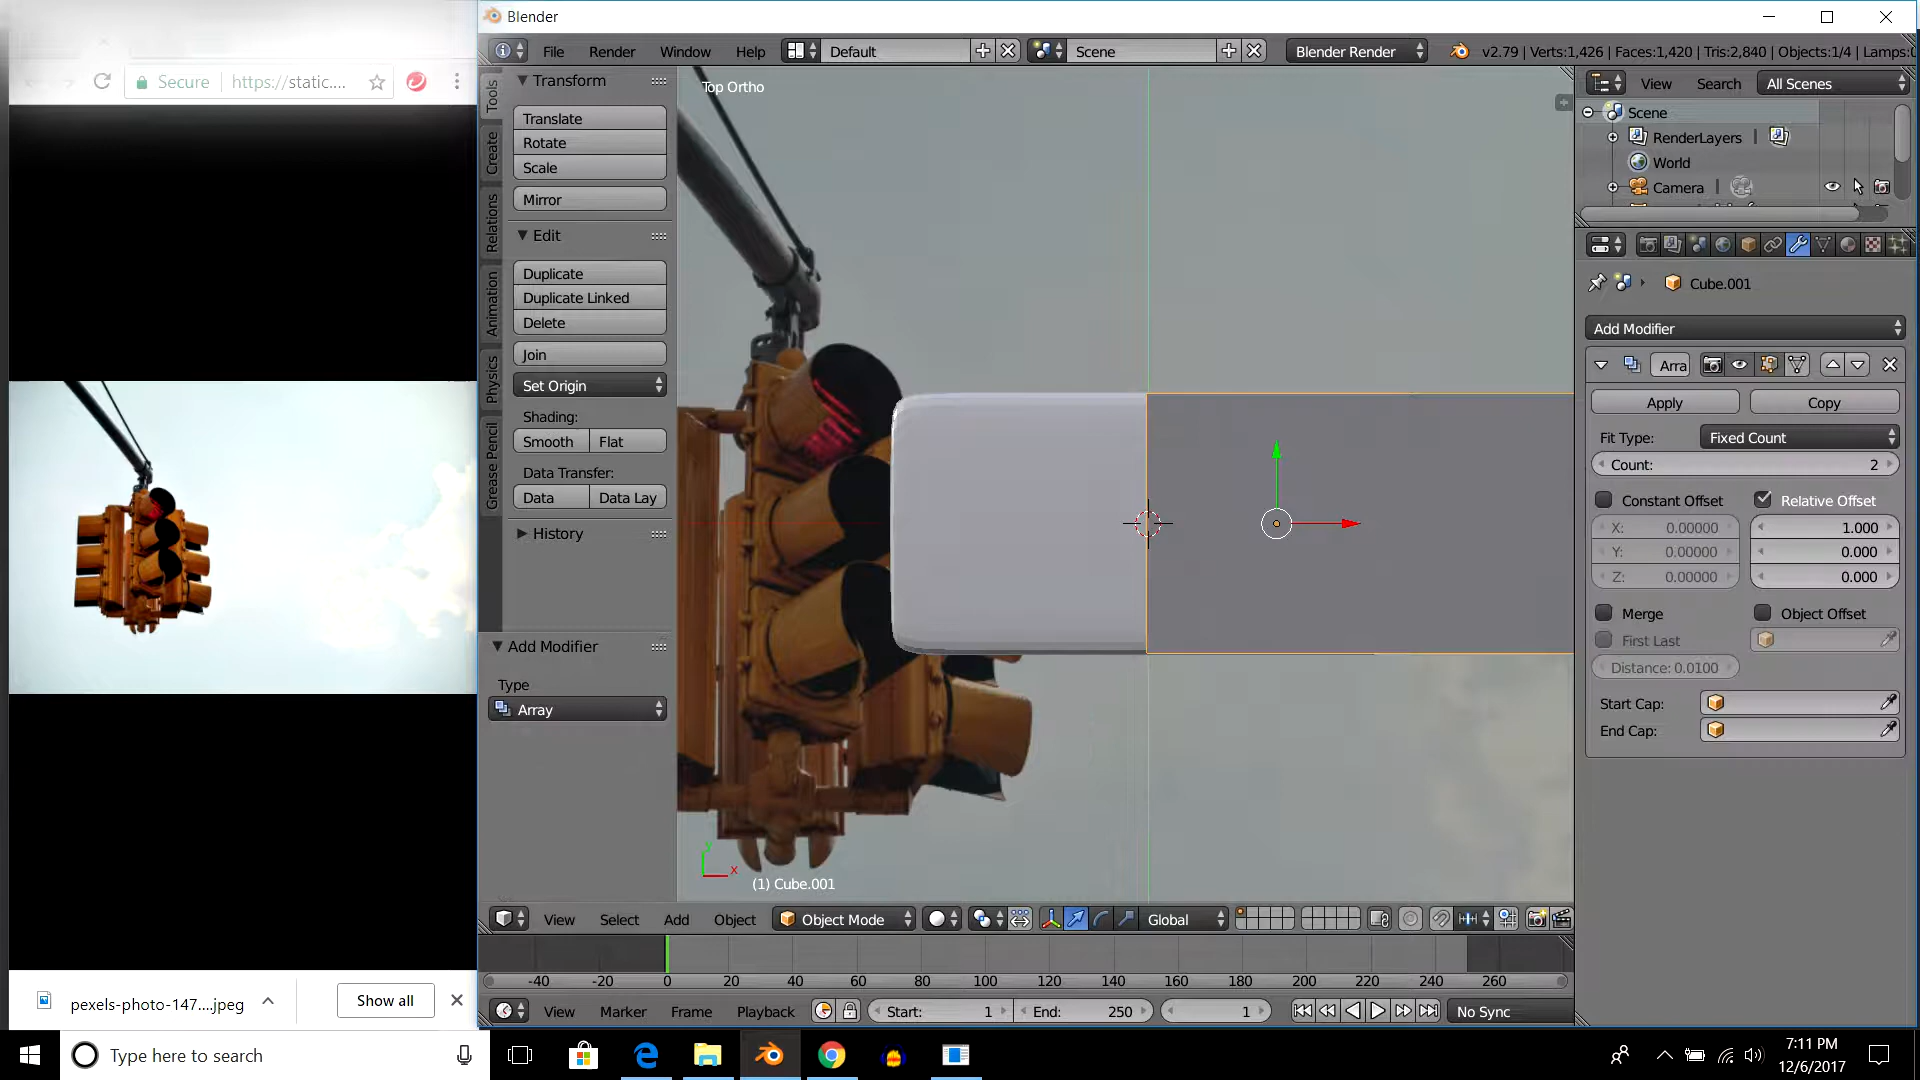 Secure
https://static....
pexels-photo-147....jpeg
Show all
Blender
File Render Window Help Default Scene Blender Render v2.79 | Verts:1,426 | Faces:1,420 | Tris:2,840 | Objects:1/4 | Lamps:
Tools
Create
Relations
Animation
Physics
Grease Pencil
Transform
Translate
Rotate
Scale
Mirror
Edit
Duplicate
Duplicate Linked
Delete
Join
Set Origin
Shading:
Smooth Flat
Data Transfer:
Data Data Lay
History
Add Modifier
Type
Array
Top Ortho
y
x
(1) Cube.001
View Select Add Object Object Mode Global
-40 -20 0 20 40 60 80 100 120 140 160 180 200 220 240 260
View Marker Frame Playback Start: 1 End: 250 1 No Sync
View Search All Scenes
Scene
RenderLayers |
World
Camera |
Cube.001
Add Modifier
Arra
Apply Copy
Fit Type: Fixed Count
Count: 2
Constant Offset Relative Offset
X: 0.00000 1.000
Y: 0.00000 0.000
Z: 0.00000 0.000
Merge Object Offset
First Last
Distance: 0.0100
Start Cap:
End Cap:
Type here to search
7:11 PM
12/6/2017